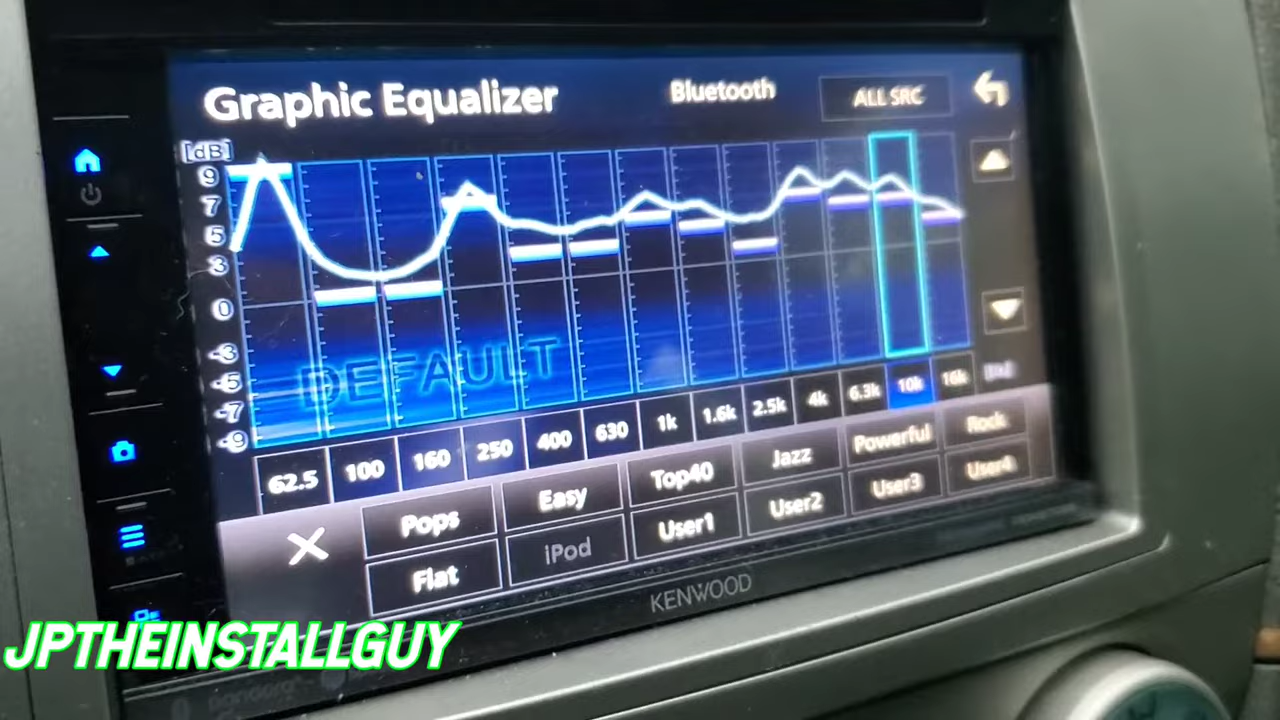 Graphic Equalizer
Bluetooth
ALL SRC
[dB]
9
7
5
3
0
-3
-5
-7
-9
DEFAULT
62.5 100 160 250 400 630 1k 1.6k 2.5k 4k 6.3k 10k 16k
Pops Easy Top40 Jazz Powerful Rock
Flat iPod User1 User2 User3 User4
KENWOOD
JPTHEINSTALLGUY
pandora